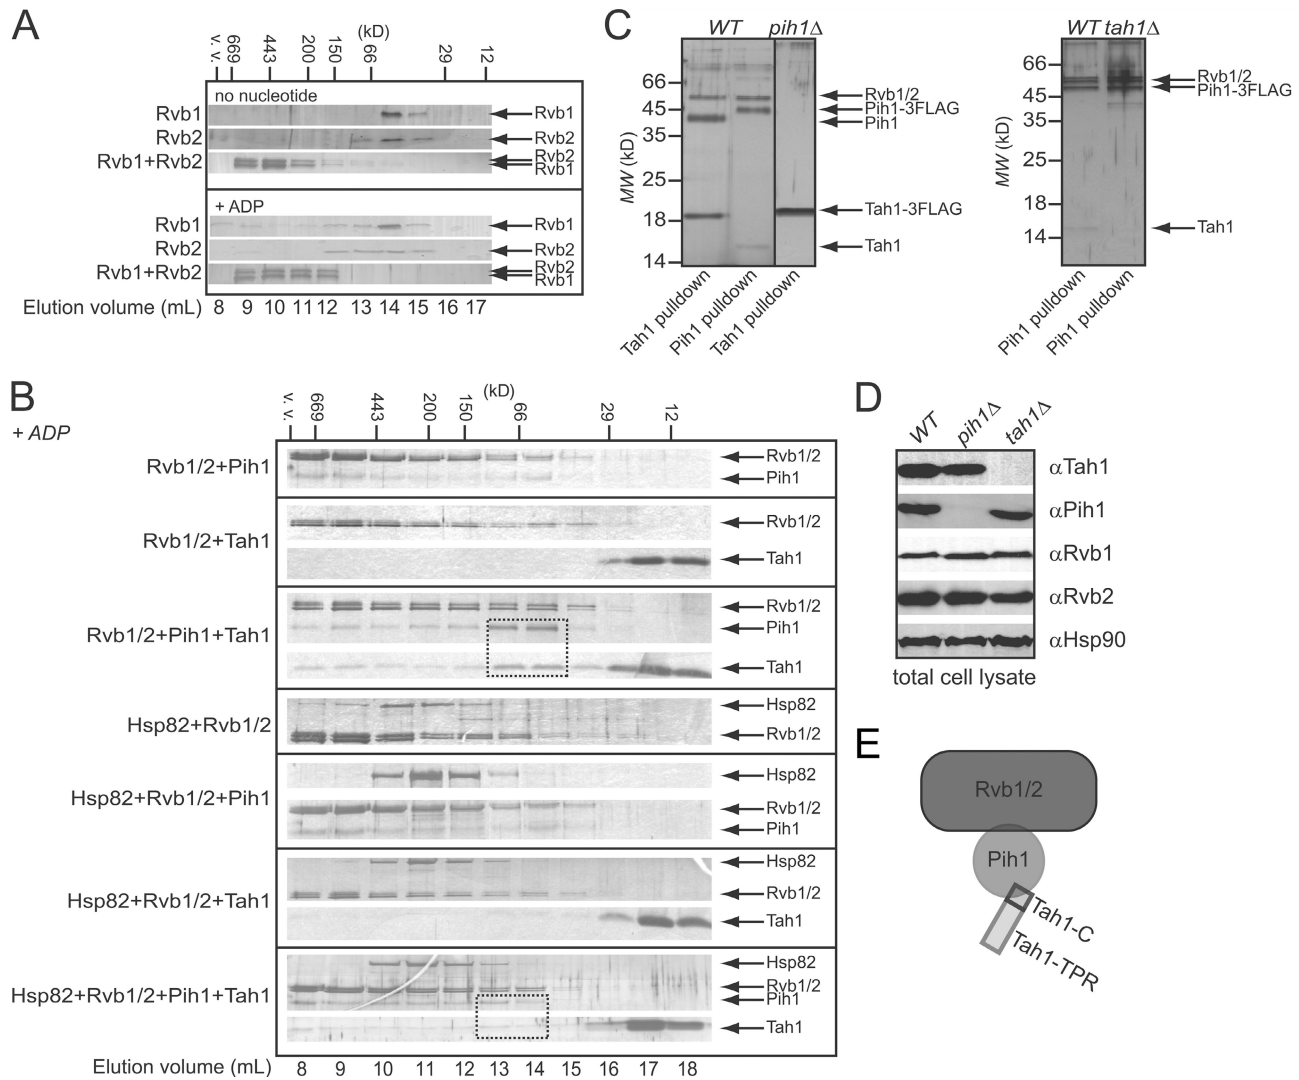 A
(kD)
v. v. 669 443 200 150 66 29 12
no nucleotide
Rvb1 Rvb1
Rvb2 Rvb2
Rvb1+Rvb2 Rvb2
Rvb1
+ ADP
Rvb1 Rvb1
Rvb2 Rvb2
Rvb1+Rvb2 Rvb2
Rvb1
Elution volume (mL) 8 9 10 11 12 13 14 15 16 17
B
+ ADP
(kD)
v. v. 669 443 200 150 66 29 12
Rvb1/2+Pih1 Rvb1/2
Pih1
Rvb1/2+Tah1 Rvb1/2
Tah1
Rvb1/2+Pih1+Tah1 Rvb1/2
Pih1
Tah1
Hsp82+Rvb1/2 Hsp82
Rvb1/2
Hsp82+Rvb1/2+Pih1 Hsp82
Rvb1/2
Pih1
Hsp82+Rvb1/2+Tah1 Hsp82
Rvb1/2
Tah1
Hsp82+Rvb1/2+Pih1+Tah1 Hsp82
Rvb1/2
Pih1
Tah1
Elution volume (mL) 8 9 10 11 12 13 14 15 16 17 18
C
WT pih1Δ
MW (kD)
66
45
35
25
18
14
Rvb1/2
Pih1-3FLAG
Pih1
Tah1-3FLAG
Tah1
Tah1 pulldown
Pih1 pulldown
Tah1 pulldown
WT tah1Δ
MW (kD)
66
45
35
25
18
14
Rvb1/2
Pih1-3FLAG
Tah1
Pih1 pulldown
Pih1 pulldown
D
WT pih1Δ tah1Δ
αTah1
αPih1
αRvb1
αRvb2
αHsp90
total cell lysate
E
Rvb1/2
Pih1
Tah1-C
Tah1-TPR